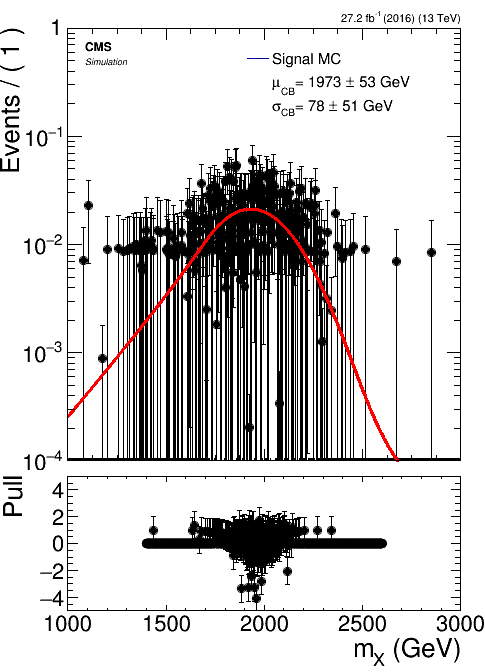 27.2 fb-1 (2016) (13 TeV)
CMS
Simulation
Signal MC
μCB= 1973 ± 53 GeV
σCB= 78 ± 51 GeV
Events / ( 1 )
1
10−1
10−2
10−3
10−4
Pull
4
2
0
−2
−4
1000 1500 2000 2500 3000
mX (GeV)